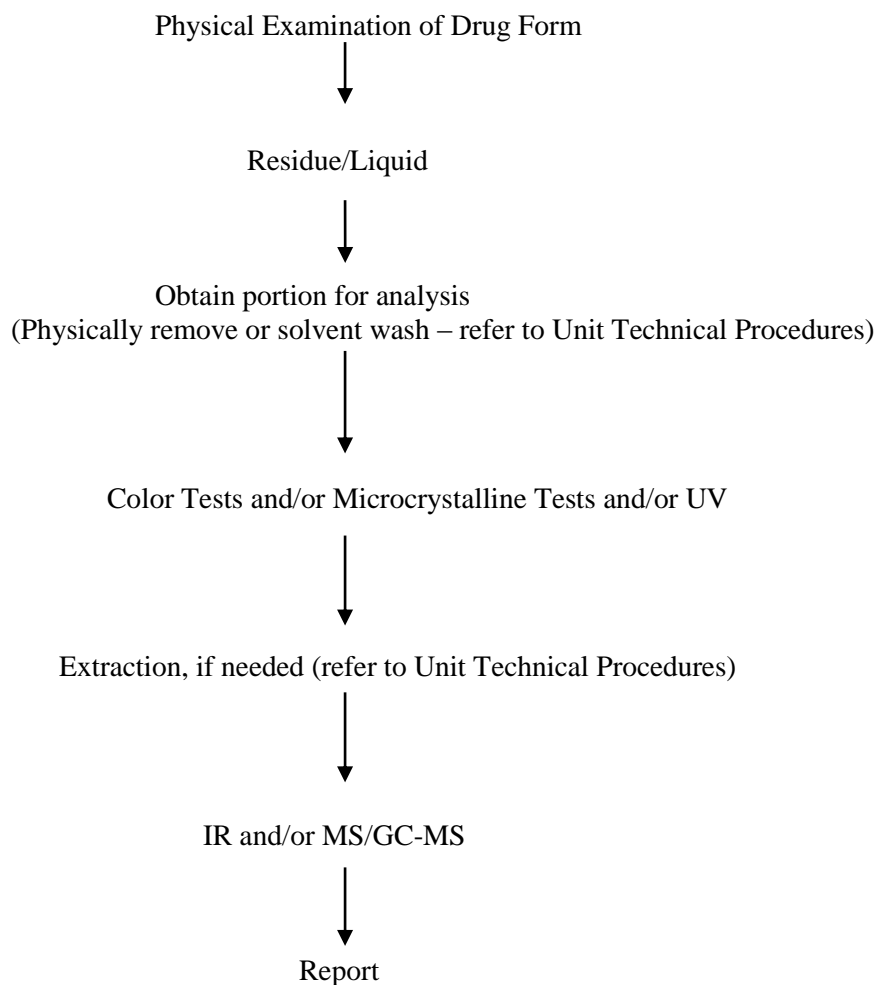 Physical Examination of Drug Form
Residue/Liquid
Obtain portion for analysis
(Physically remove or solvent wash – refer to Unit Technical Procedures)
Color Tests and/or Microcrystalline Tests and/or UV
Extraction, if needed (refer to Unit Technical Procedures)
IR and/or MS/GC-MS
Report